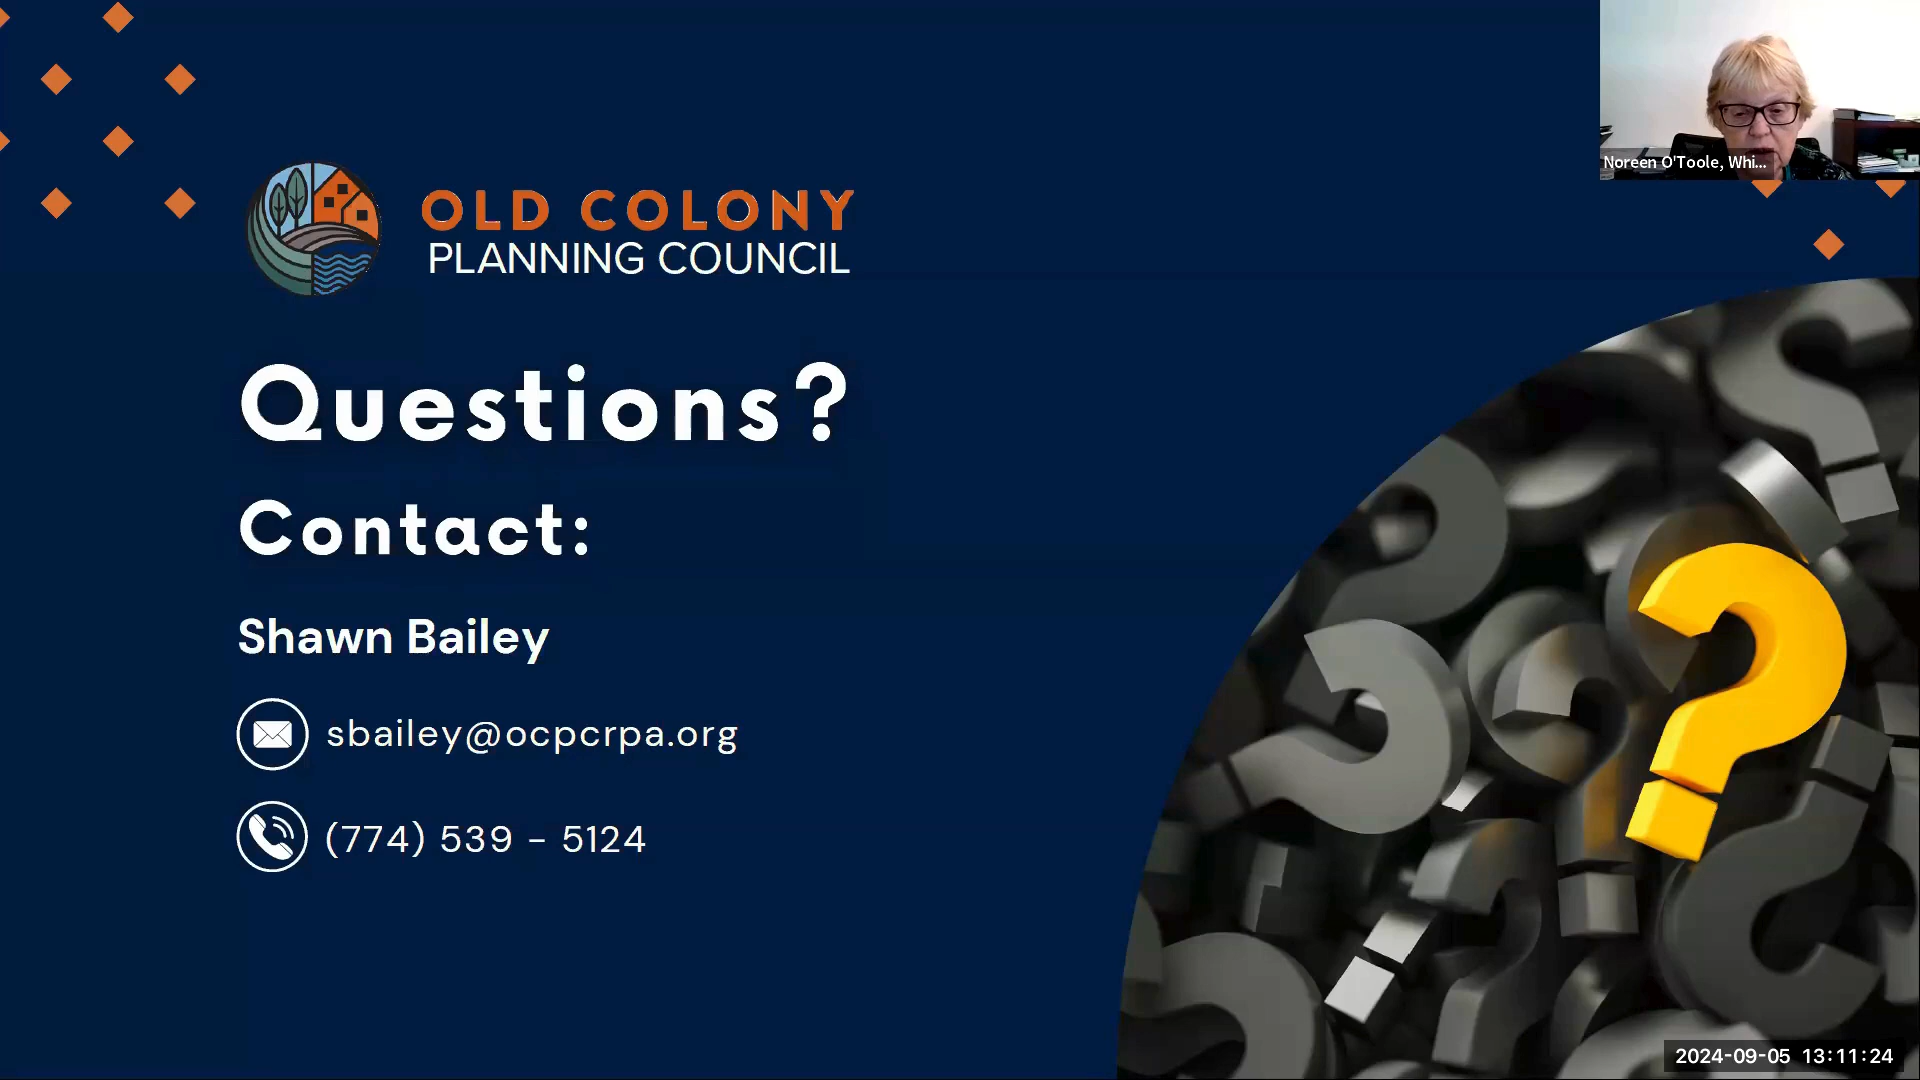 Noreen O'Toole, Whi...
OLD COLONY
PLANNING COUNCIL
Questions?
Contact:
Shawn Bailey
sbailey@ocpcrpa.org
(774) 539 - 5124
2024-09-05 13:11:24